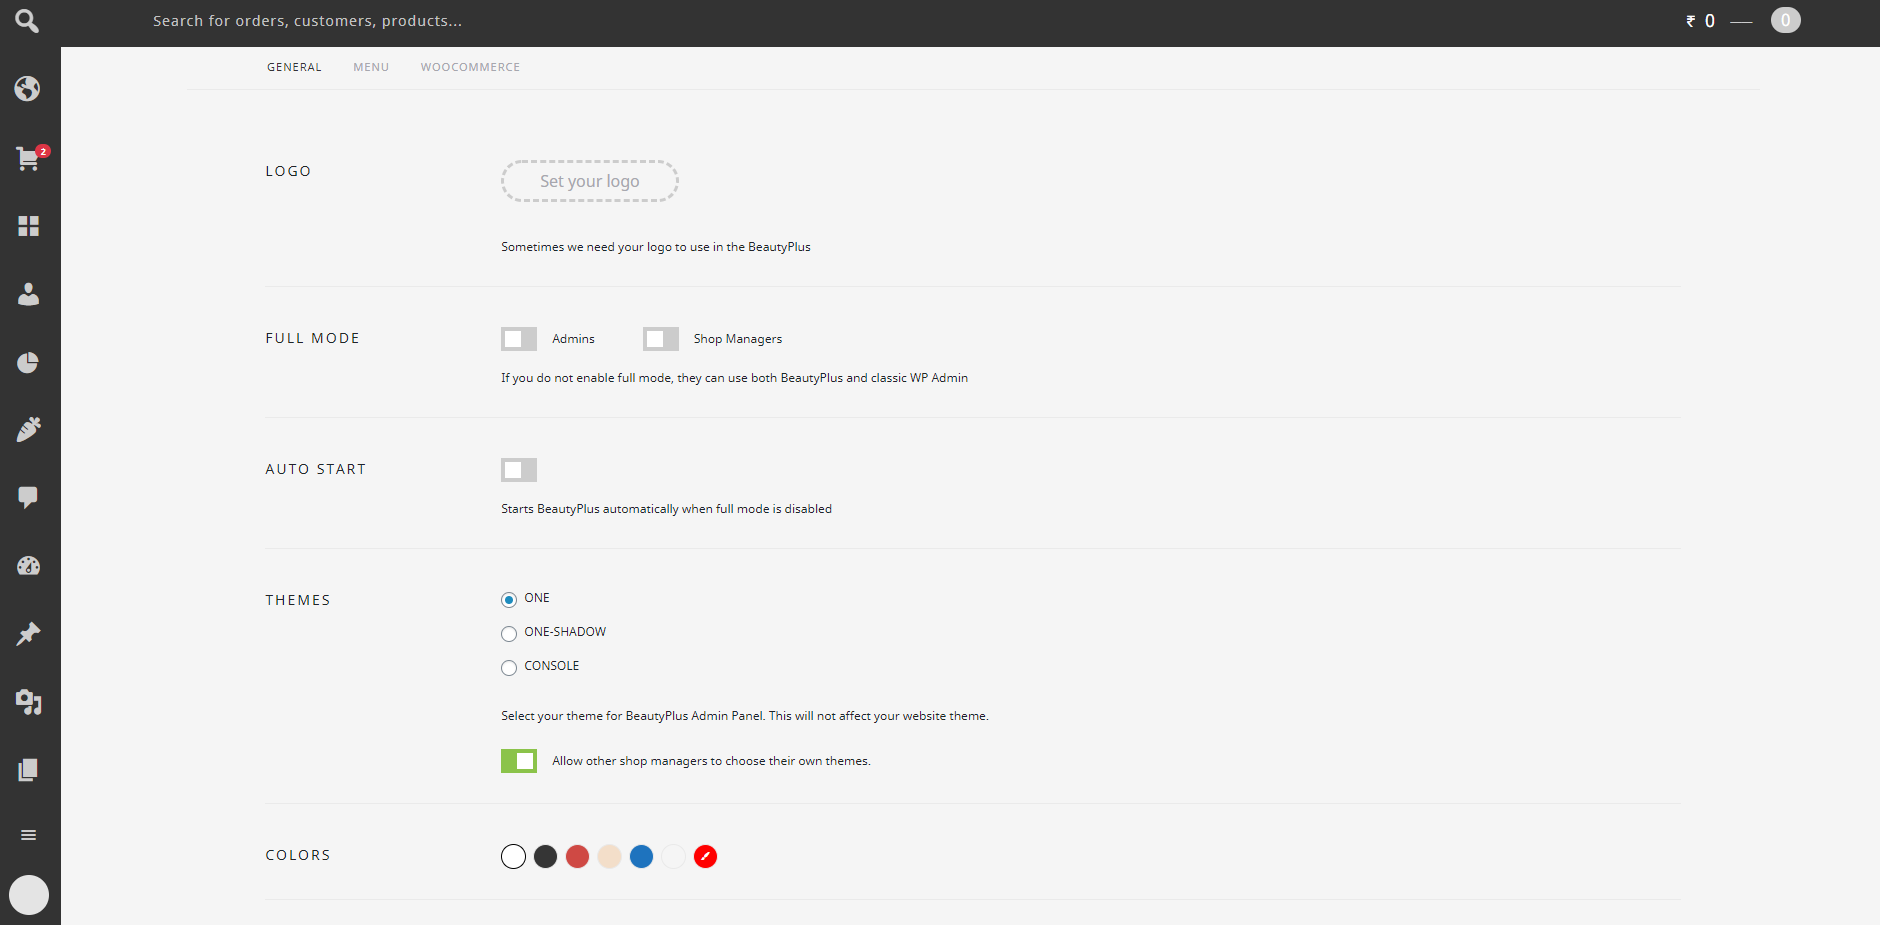 Search for orders, customers, products...
₹ 0
0
GENERAL MENU WOOCOMMERCE
2
LOGO
Set your logo
Sometimes we need your logo to use in the BeautyPlus
FULL MODE
Admins
Shop Managers
If you do not enable full mode, they can use both BeautyPlus and classic WP Admin
AUTO START
Starts BeautyPlus automatically when full mode is disabled
THEMES
ONE
ONE-SHADOW
CONSOLE
Select your theme for BeautyPlus Admin Panel. This will not affect your website theme.
Allow other shop managers to choose their own themes.
COLORS